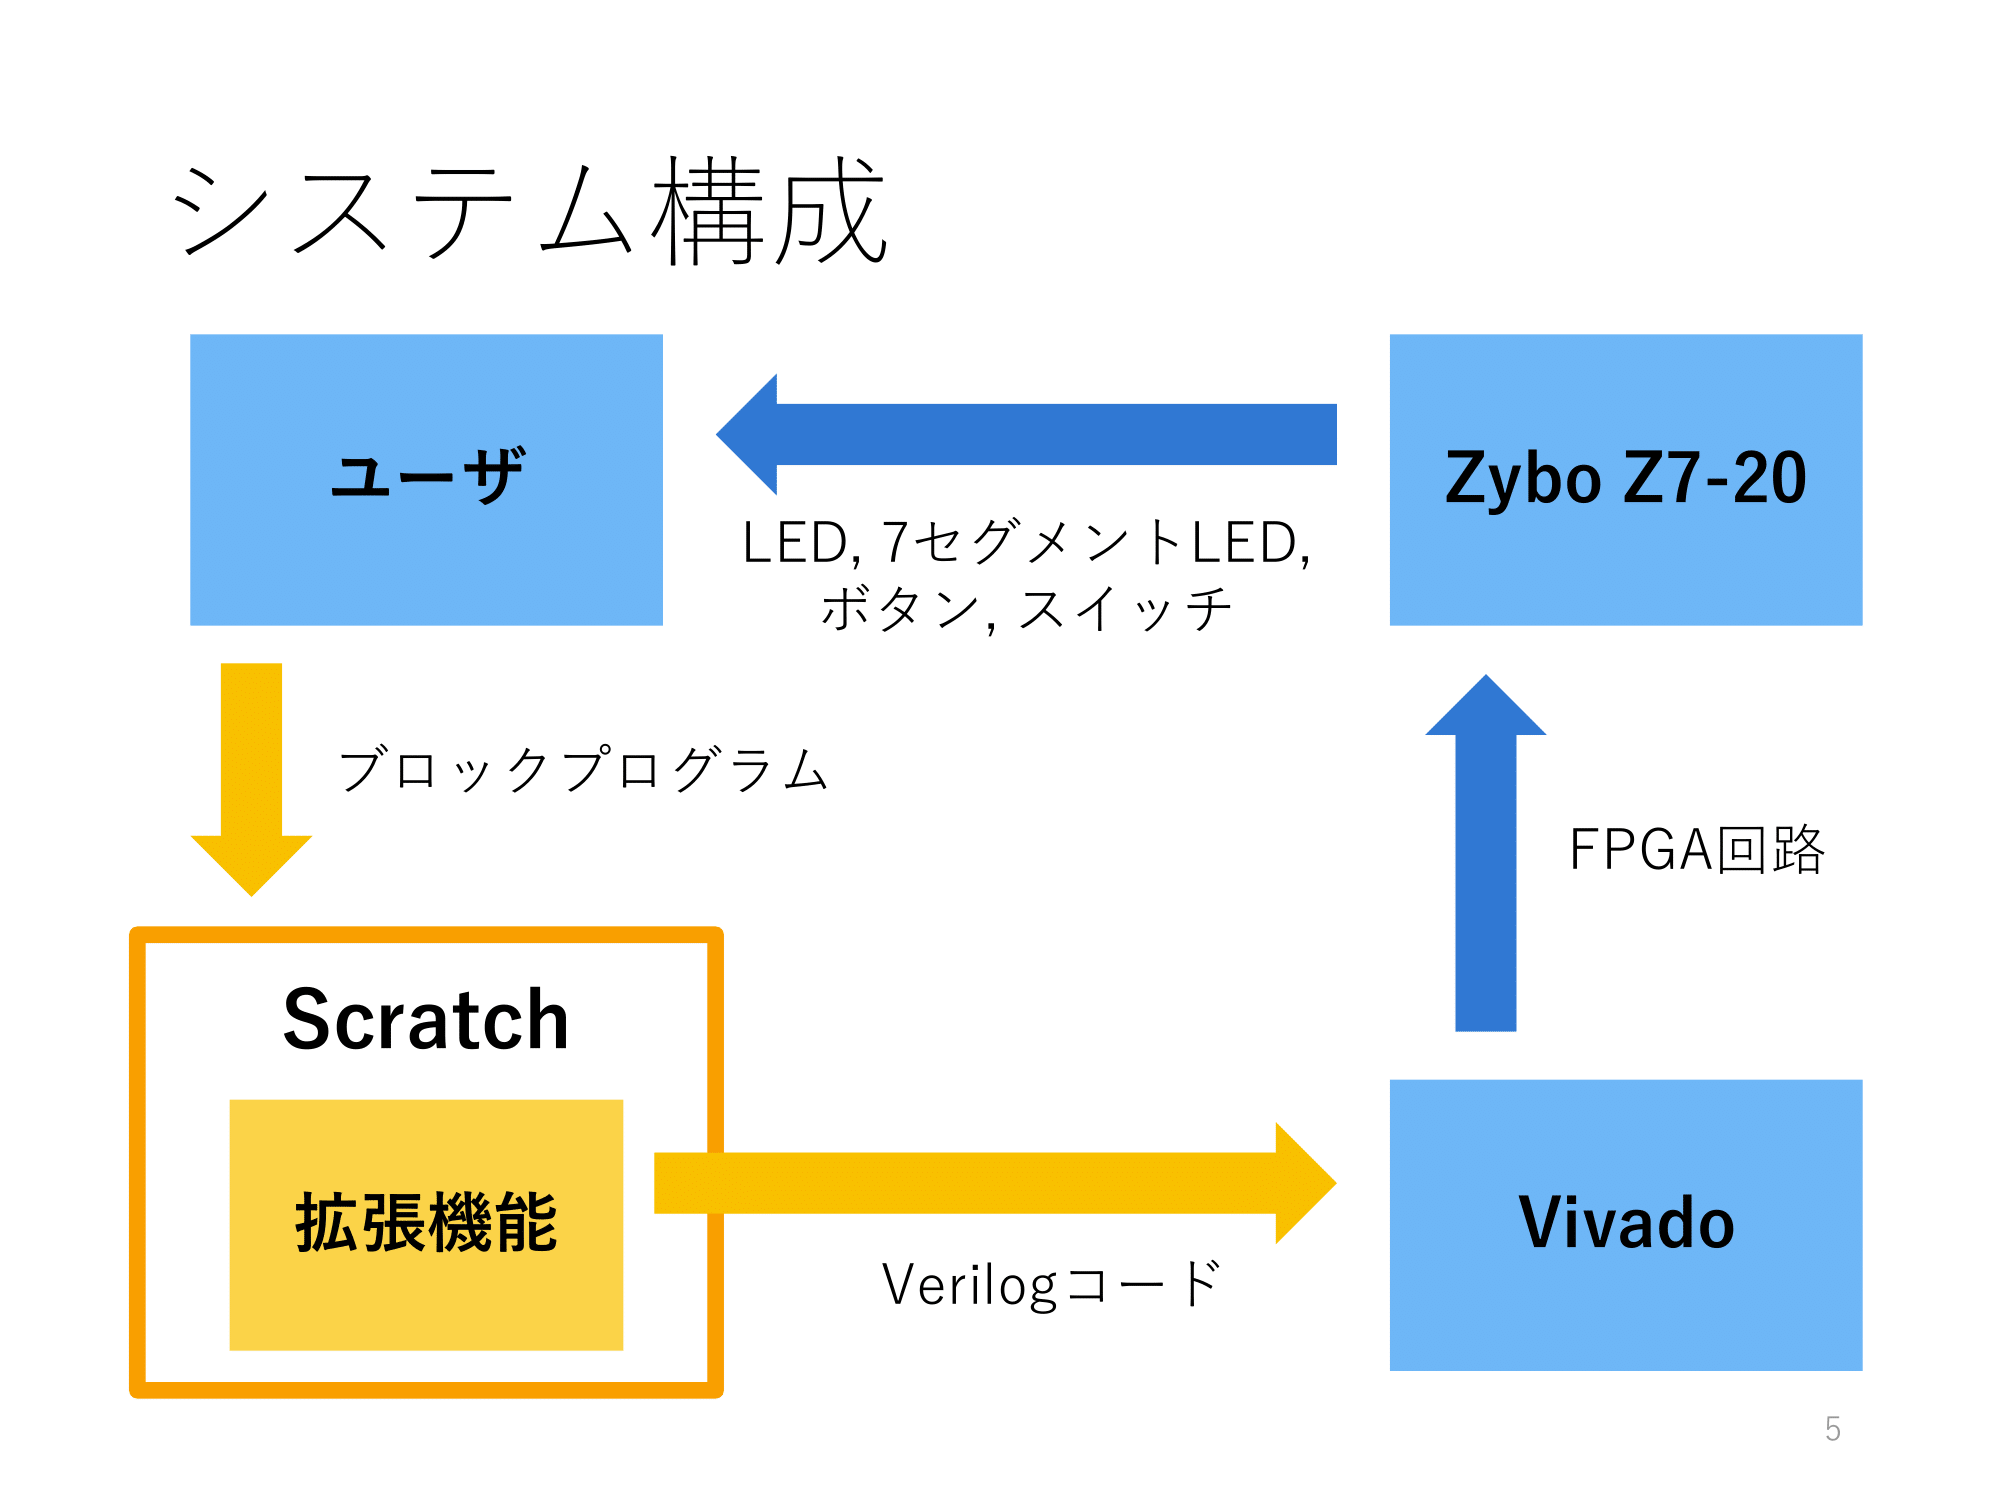 システム構成
ユーザ
Zybo Z7-20
LED, 7セグメントLED,
ボタン, スイッチ
ブロックプログラム
FPGA回路
Scratch
拡張機能
Vivado
Verilogコード
5